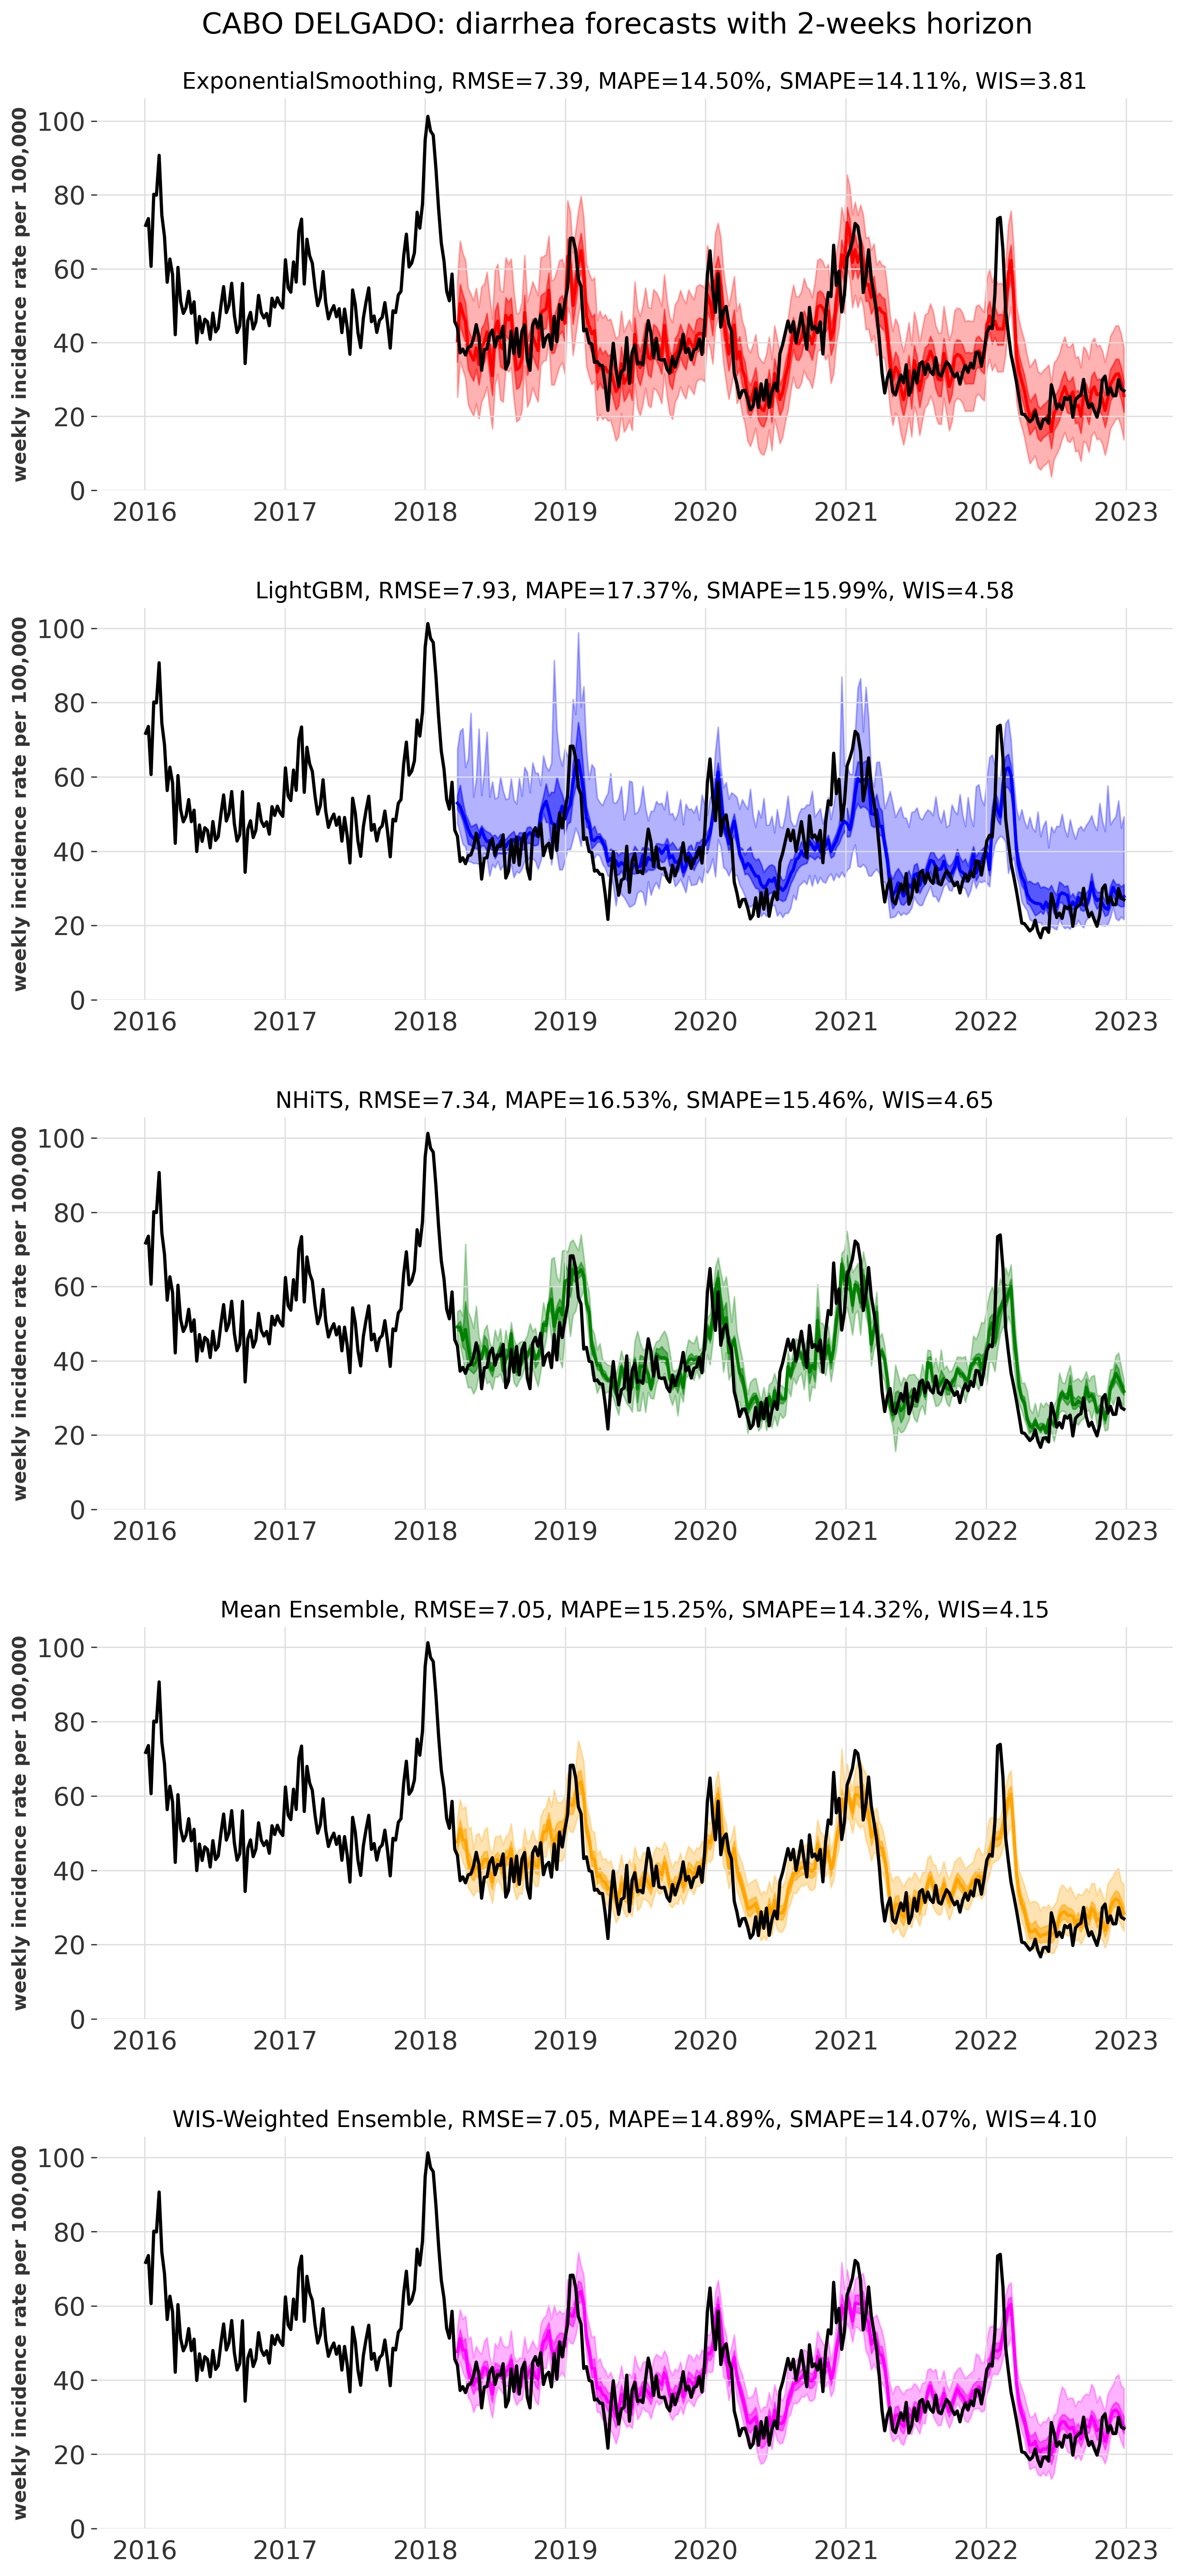 CABO DELGADO: diarrhea forecasts with 2-weeks horizon
ExponentialSmoothing, RMSE=7.39, MAPE=14.50%, SMAPE=14.11%, WIS=3.81
weekly incidence rate per 100,000
100
80
60
40
20
0
2016 2017 2018 2019 2020 2021 2022 2023
LightGBM, RMSE=7.93, MAPE=17.37%, SMAPE=15.99%, WIS=4.58
weekly incidence rate per 100,000
100
80
60
40
20
0
2016 2017 2018 2019 2020 2021 2022 2023
NHiTS, RMSE=7.34, MAPE=16.53%, SMAPE=15.46%, WIS=4.65
weekly incidence rate per 100,000
100
80
60
40
20
0
2016 2017 2018 2019 2020 2021 2022 2023
Mean Ensemble, RMSE=7.05, MAPE=15.25%, SMAPE=14.32%, WIS=4.15
weekly incidence rate per 100,000
100
80
60
40
20
0
2016 2017 2018 2019 2020 2021 2022 2023
WIS-Weighted Ensemble, RMSE=7.05, MAPE=14.89%, SMAPE=14.07%, WIS=4.10
weekly incidence rate per 100,000
100
80
60
40
20
0
2016 2017 2018 2019 2020 2021 2022 2023